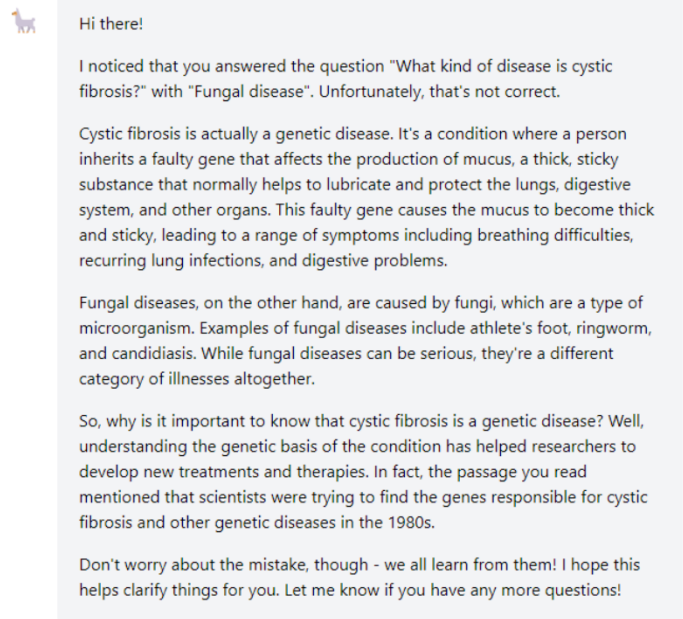 Hi there!
I noticed that you answered the question "What kind of disease is cystic
fibrosis?" with "Fungal disease". Unfortunately, that's not correct.
Cystic fibrosis is actually a genetic disease. It's a condition where a person
inherits a faulty gene that affects the production of mucus, a thick, sticky
substance that normally helps to lubricate and protect the lungs, digestive
system, and other organs. This faulty gene causes the mucus to become thick
and sticky, leading to a range of symptoms including breathing difficulties,
recurring lung infections, and digestive problems.
Fungal diseases, on the other hand, are caused by fungi, which are a type of
microorganism. Examples of fungal diseases include athlete's foot, ringworm,
and candidiasis. While fungal diseases can be serious, they're a different
category of illnesses altogether.
So, why is it important to know that cystic fibrosis is a genetic disease? Well,
understanding the genetic basis of the condition has helped researchers to
develop new treatments and therapies. In fact, the passage you read
mentioned that scientists were trying to find the genes responsible for cystic
fibrosis and other genetic diseases in the 1980s.
Don't worry about the mistake, though - we all learn from them! I hope this
helps clarify things for you. Let me know if you have any more questions!